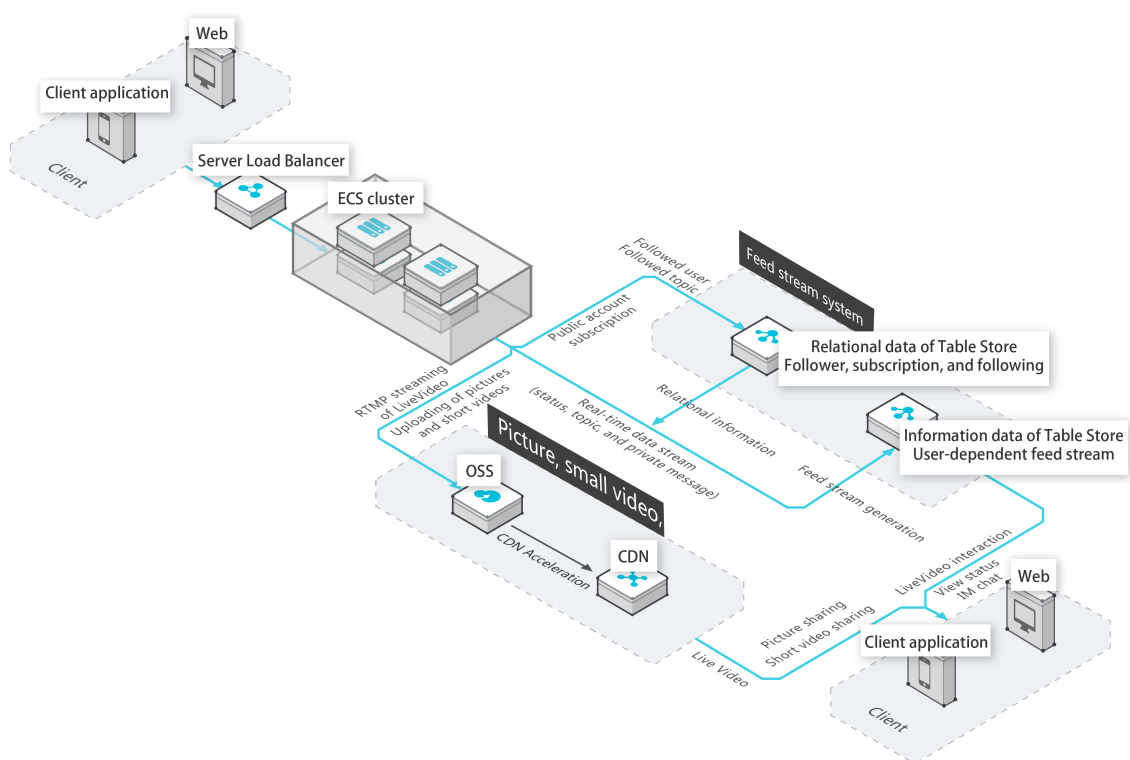 Web
Client application
Client
Server Load Balancer
ECS cluster
Followed user
Followed topic
Public account
subscription
Feed stream system
Relational data of Table Store
Follower, subscription, and following
RTMP streaming
of LiveVideo
Uploading of pictures
and short videos
Real-time data stream
(status, topic, and private message)
Relational information
Information data of Table Store
User-dependent feed stream
Feed stream generation
Picture, small video,
OSS
CDN Acceleration
CDN
LiveVideo interaction
View status
IM chat
Live Video
Picture sharing
Short video sharing
Web
Client application
Client